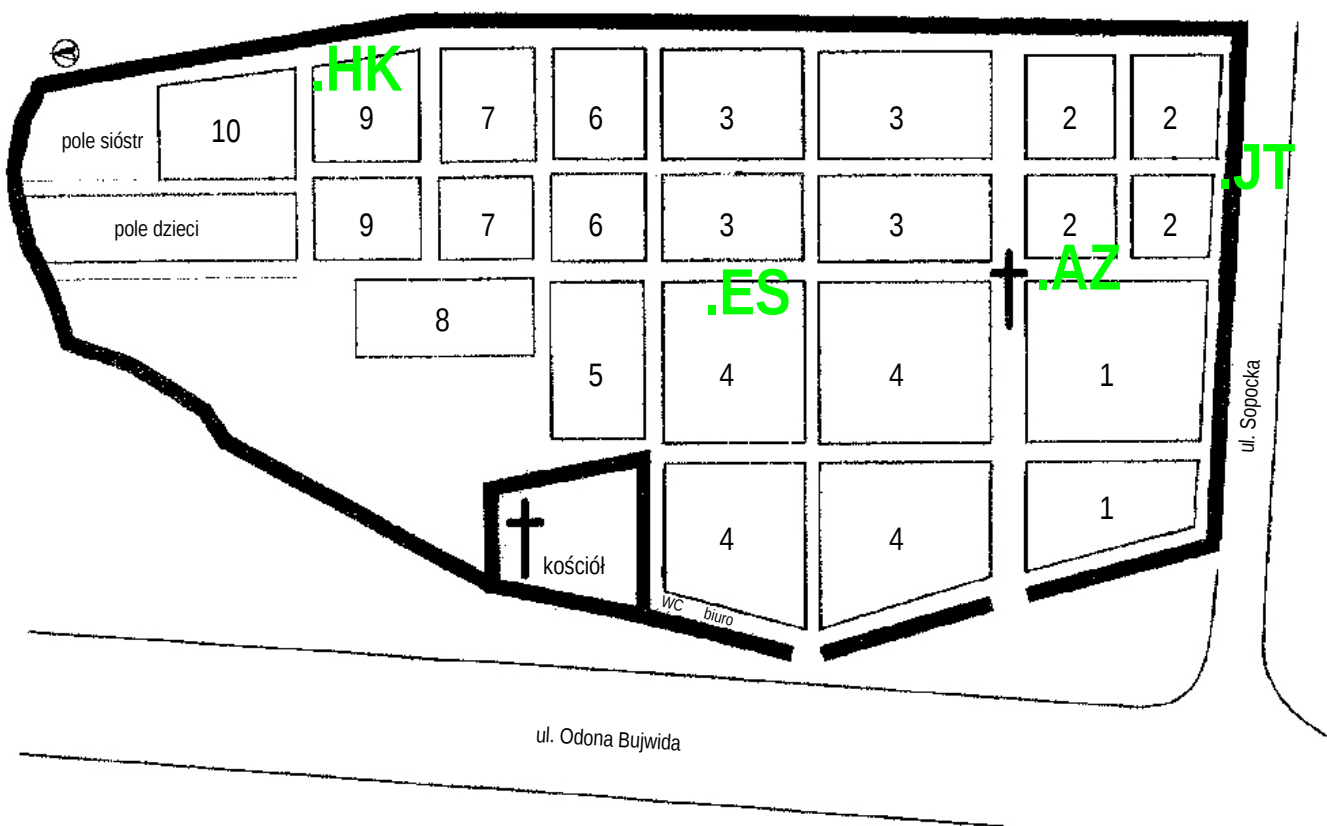 .HK
10
9
7
6
3
3
2
2
pole sióstr
.JT
pole dzieci
9
7
6
3
3
2
2
.ES
.AZ
8
5
4
4
1
ul. Sopocka
4
4
1
kościół
WC
biuro
ul. Odona Bujwida